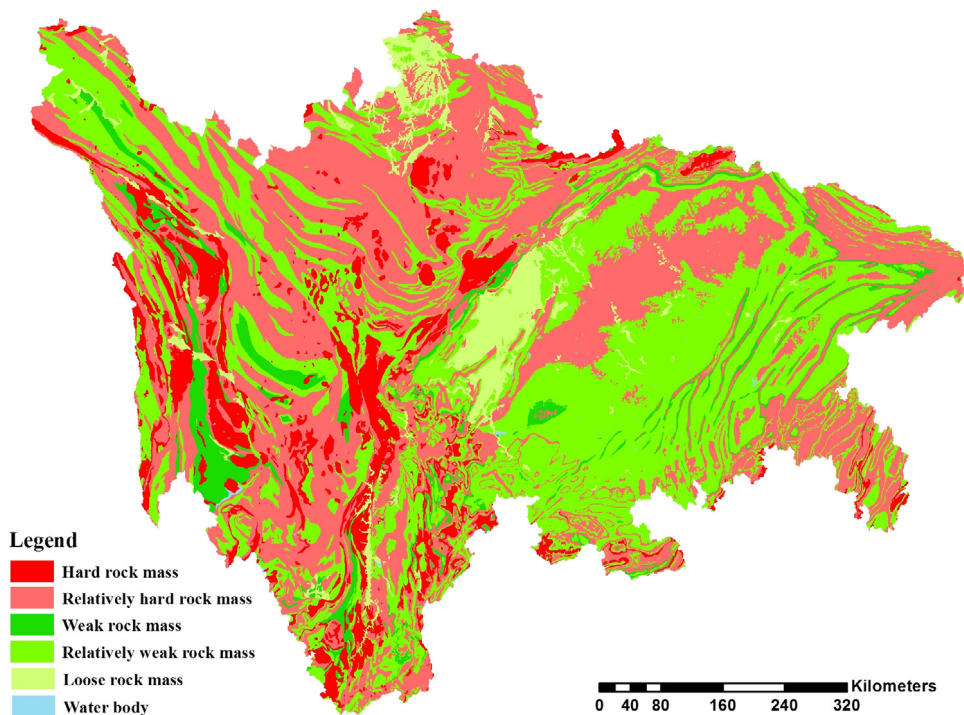 Legend
Hard rock mass
Relatively hard rock mass
Weak rock mass
Relatively weak rock mass
Loose rock mass
Water body
Kilometers
0 40 80 160 240 320